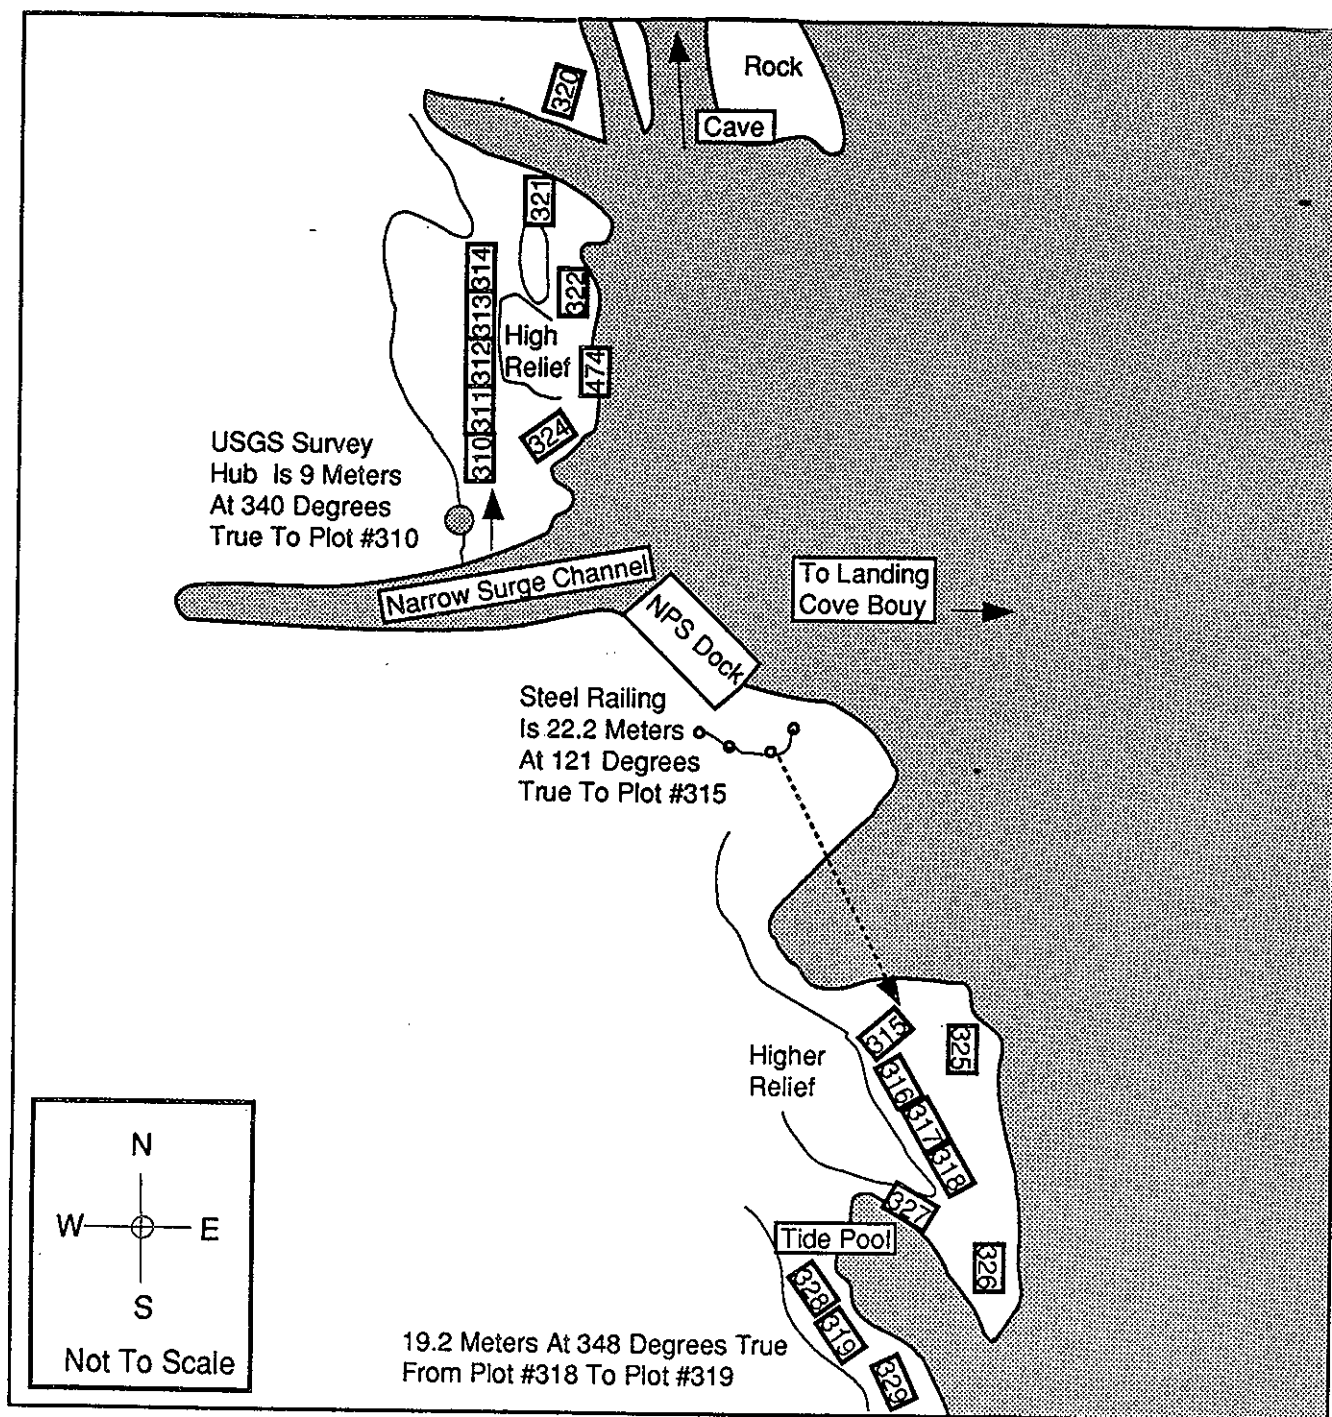 Rock
320
Cave
321
314
322
313
High
Relief
312
474
311
324
310
USGS Survey
Hub Is 9 Meters
At 340 Degrees
True To Plot #310
Narrow Surge Channel
To Landing
Cove Bouy
NPS Dock
Steel Railing
Is 22.2 Meters
At 121 Degrees
True To Plot #315
315
325
Higher
Relief
316
317
318
327
Tide Pool
326
328
319
329
19.2 Meters At 348 Degrees True
From Plot #318 To Plot #319
N
W
E
S
Not To Scale